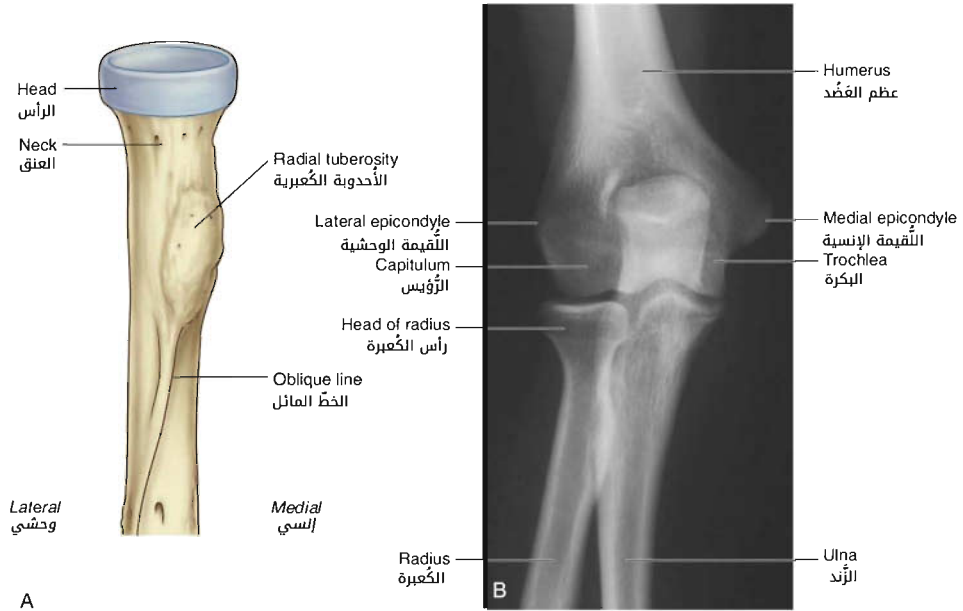 Head
الرأس
Neck
العنق
Radial tuberosity
الأُحدوبة الكُعبرية
Oblique line
الخطّ المائل
Lateral
وحشي
Medial
إنسي
A
Humerus
عظم العَضُد
Lateral epicondyle
اللُّقيمة الوحشية
Medial epicondyle
اللُّقيمة الإنسية
Capitulum
الرُّؤيس
Trochlea
البكرة
Head of radius
رأس الكُعبرة
Radius
الكُعبرة
Ulna
الزَّند
B